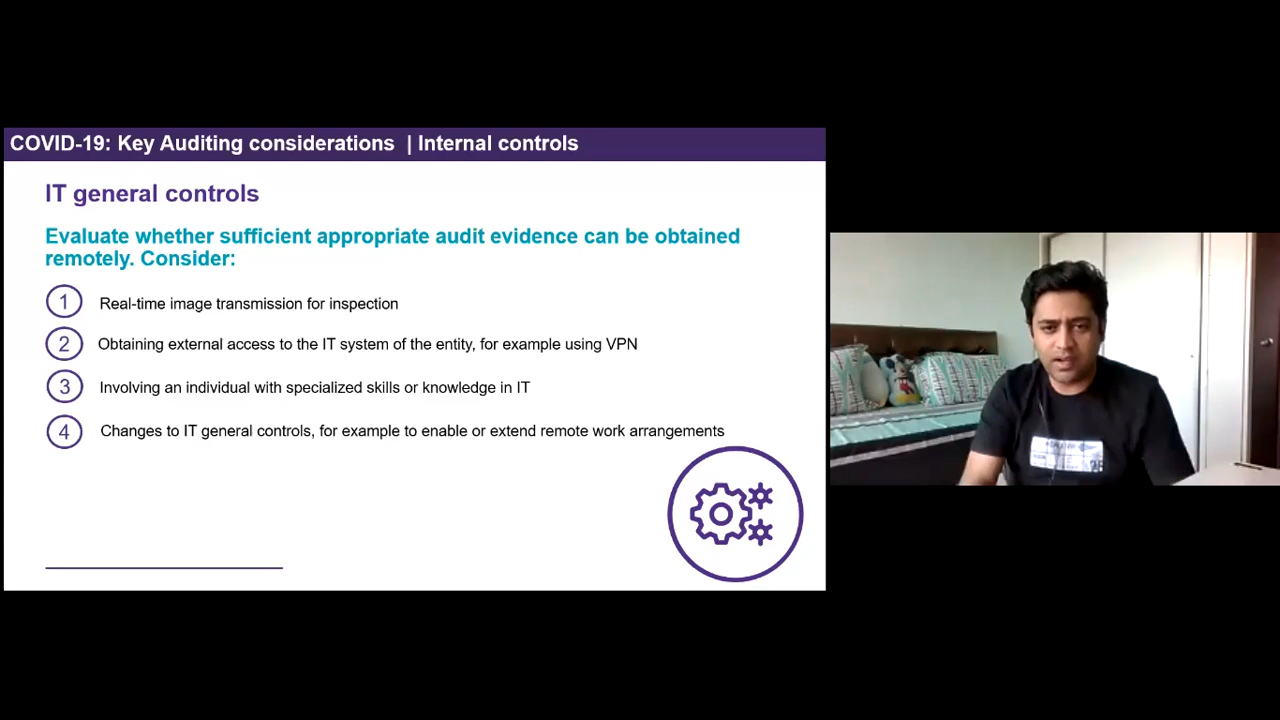 COVID-19: Key Auditing considerations | Internal controls
IT general controls
Evaluate whether sufficient appropriate audit evidence can be obtained
remotely. Consider:
1 Real-time image transmission for inspection
2 Obtaining external access to the IT system of the entity, for example using VPN
3 Involving an individual with specialized skills or knowledge in IT
4 Changes to IT general controls, for example to enable or extend remote work arrangements